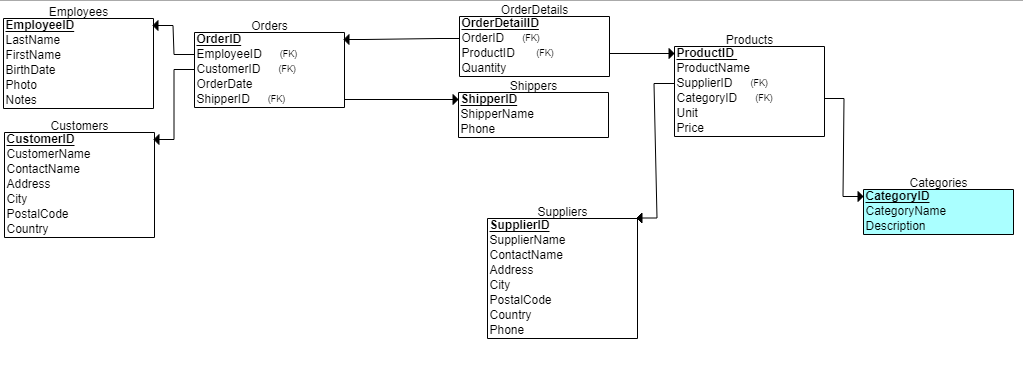 Employees
EmployeeID
LastName
FirstName
BirthDate
Photo
Notes
Customers
CustomerID
CustomerName
ContactName
Address
City
PostalCode
Country
Orders
OrderID
EmployeeID (FK)
CustomerID (FK)
OrderDate
ShipperID (FK)
OrderDetails
OrderDetailID
OrderID (FK)
ProductID (FK)
Quantity
Shippers
ShipperID
ShipperName
Phone
Suppliers
SupplierID
SupplierName
ContactName
Address
City
PostalCode
Country
Phone
Products
ProductID
ProductName
SupplierID (FK)
CategoryID (FK)
Unit
Price
Categories
CategoryID
CategoryName
Description